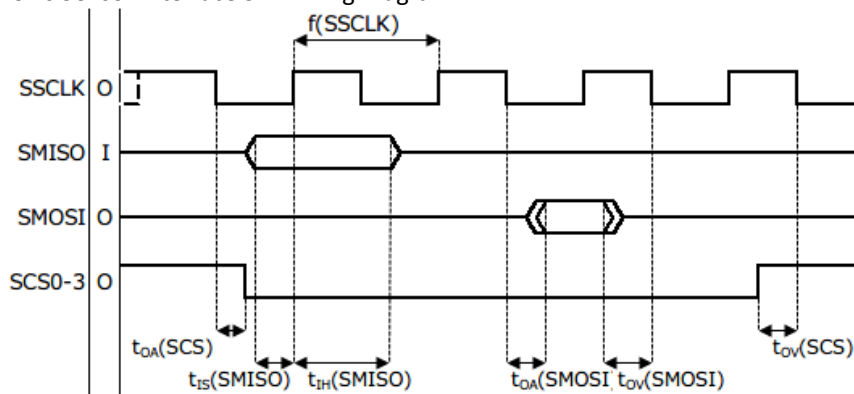 f(SSCLK)
SSCLK O
SMISO I
SMOSI O
SCS0-3 O
tOA(SCS)
tIS(SMISO)
tIH(SMISO)
tOA(SMOSI)
tOV(SMOSI)
tOV(SCS)